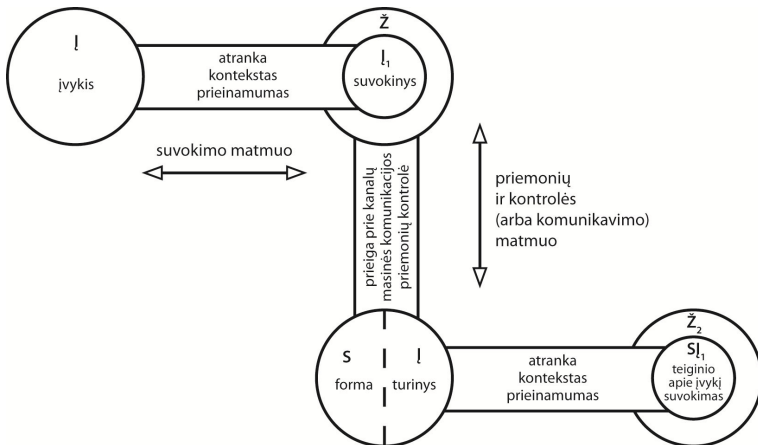 Į
įvykis
atranka
kontekstas
prieinamumas
Ž
Į₁
suvokinys
suvokimo matmuo
prieiga prie kanalų
masinės komunikacijos
priemonių kontrolė
priemonių
ir kontrolės
(arba komunikavimo)
matmuo
S Į
forma turinys
atranka
kontekstas
prieinamumas
Ž₂
SĮ₁
teiginio
apie įvykį
suvokimas